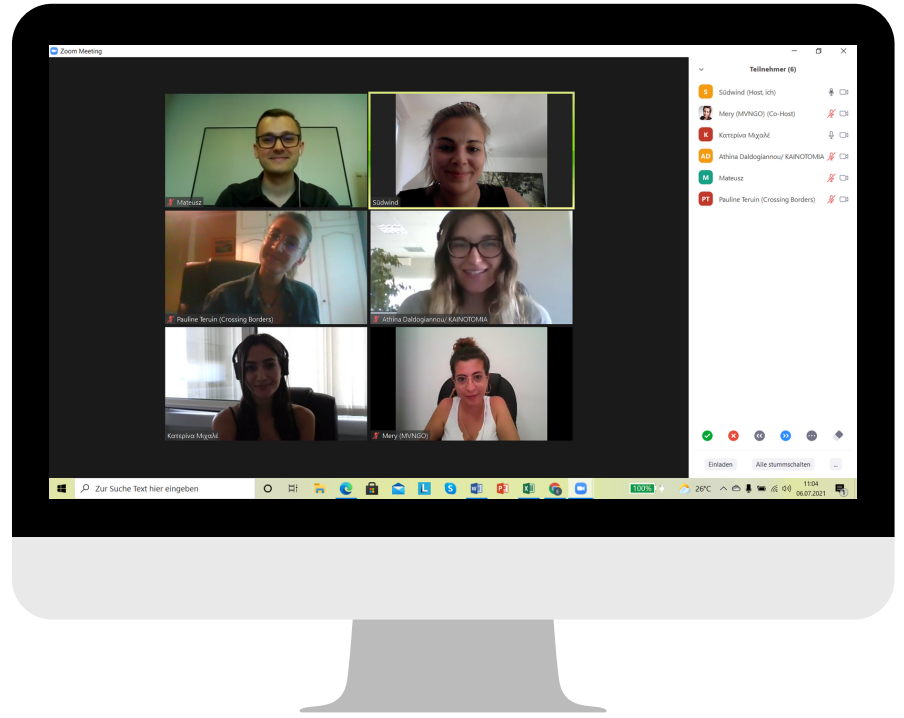 Zoom Meeting
Teilnehmer (6)
Mateusz
Südwind
Pauline Teruin (Crossing Borders)
Athina Daldogiannou/ KAINOTOMIA
Κατερίνα Μιχαλέ
Mery (MVNGO)
S Südwind (Host, ich)
Mery (MVNGO) (Co-Host)
K Κατερίνα Μιχαλέ
AD Athina Daldogiannou/ KAINOTOMIA
M Mateusz
PT Pauline Teruin (Crossing Borders)
Einladen Alle stummschalten ...
Zur Suche Text hier eingeben
100%
26°C
11:04
06.07.2021